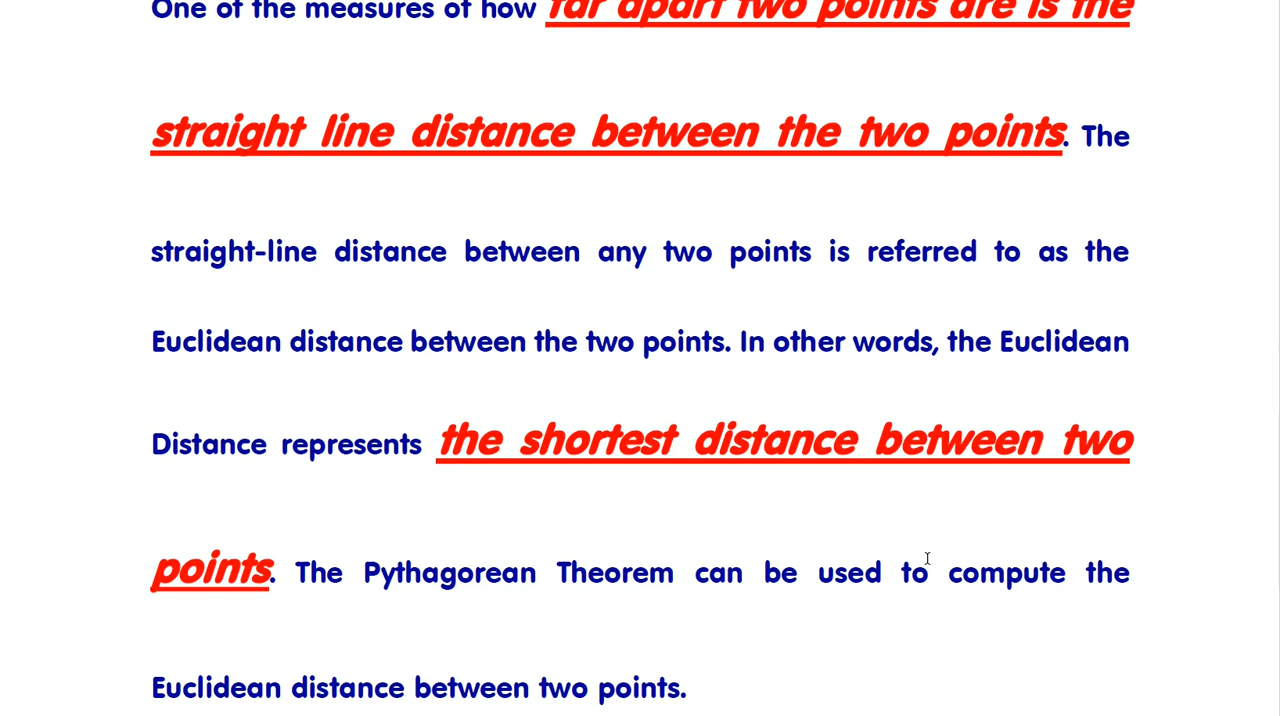 One of the measures of how far apart two points are is the
straight line distance between the two points. The
straight-line distance between any two points is referred to as the
Euclidean distance between the two points. In other words, the Euclidean
Distance represents the shortest distance between two
points. The Pythagorean Theorem can be used to compute the
Euclidean distance between two points.